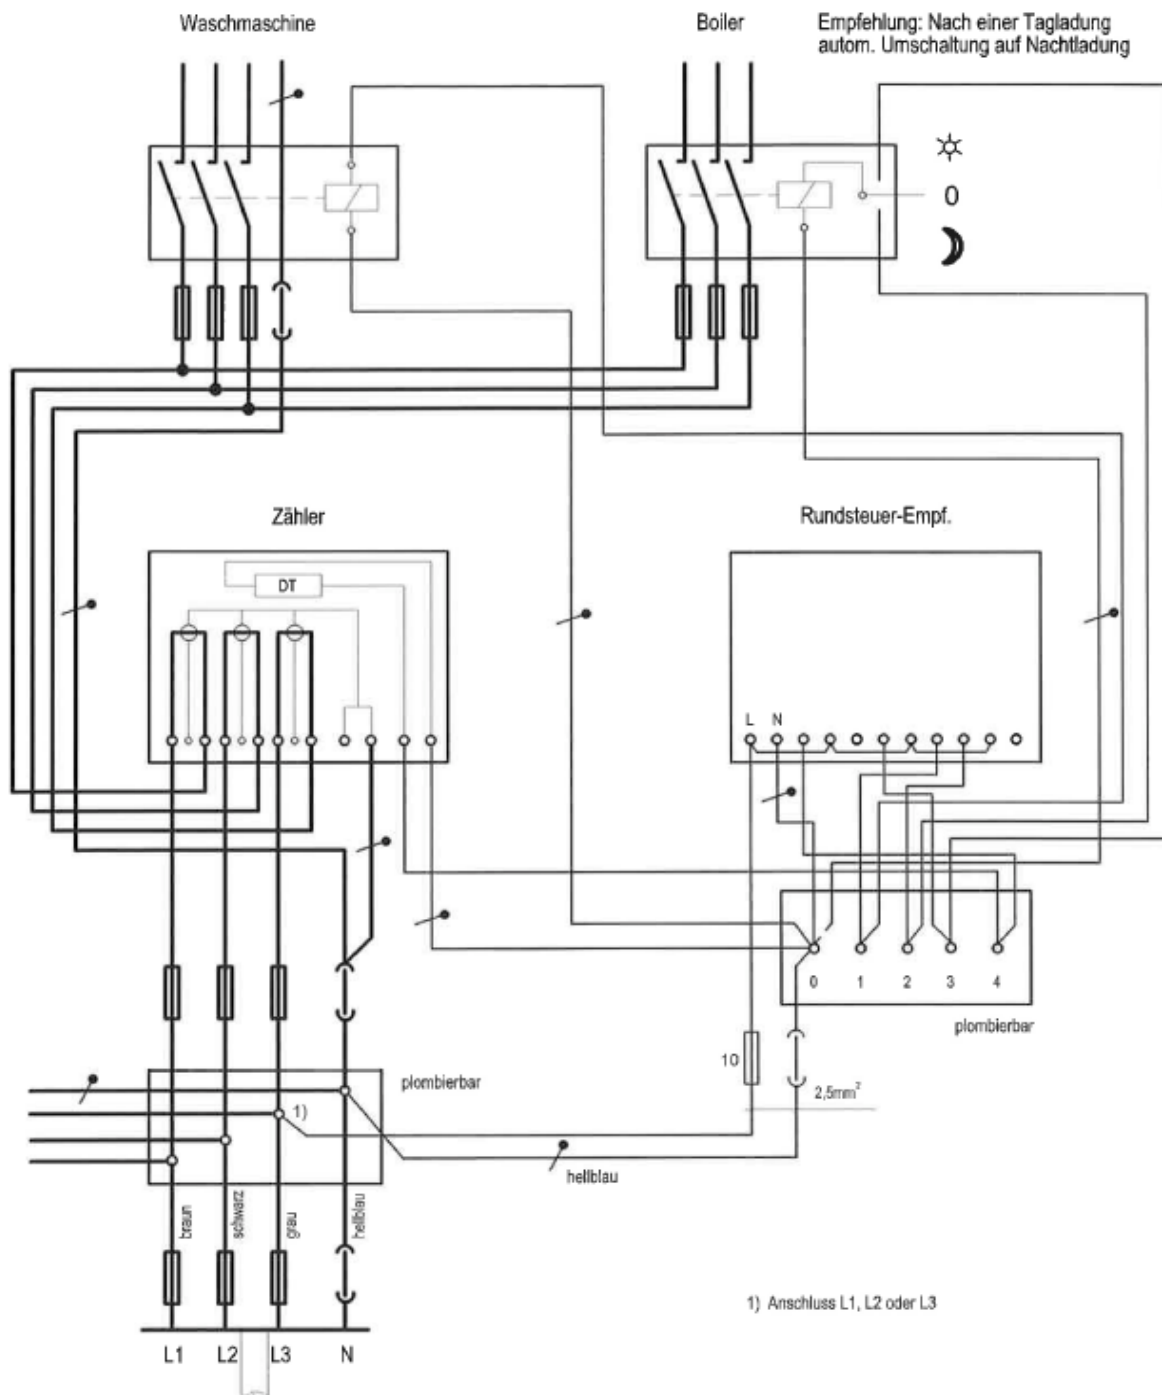 Waschmaschine
Boiler
Empfehlung: Nach einer Tagladung
autom. Umschaltung auf Nachtladung
0
Zähler
Rundsteuer-Empf.
DT
L N
0 1 2 3 4
plombierbar
10
2,5mm²
plombierbar
1)
hellblau
braun
schwarz
grau
hellblau
1) Anschluss L1, L2 oder L3
L1 L2 L3 N